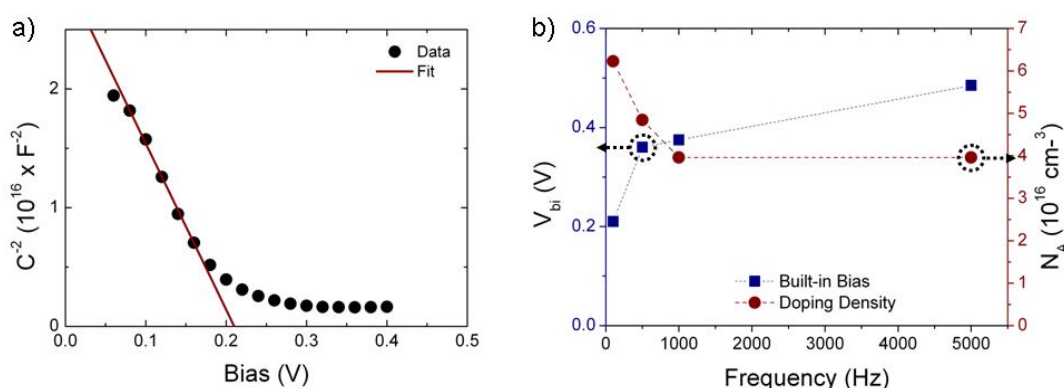 a)
C⁻² (10¹⁶ x F⁻²)
2
1
0
0.0 0.1 0.2 0.3 0.4 0.5
Bias (V)
Data
Fit
b)
V_bi (V)
0.6
0.4
0.2
0.0
0 1000 2000 3000 4000 5000
Frequency (Hz)
Built-in Bias
Doping Density
7
6
5
4
3
2
1
0
N_A (10¹⁶ cm-³)